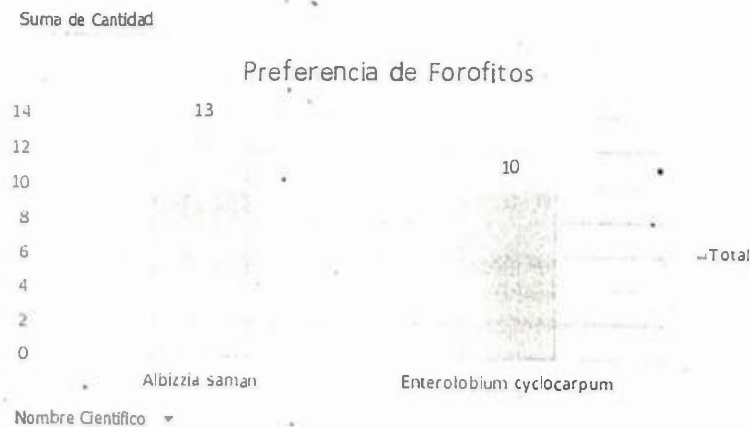 Suma de Cantidad
Preferencia de Forofitos
14
13
12
10
10
8
6
Total
4
2
0
Albizzia saman
Enterolobium cyclocarpum
Nombre Cientifico